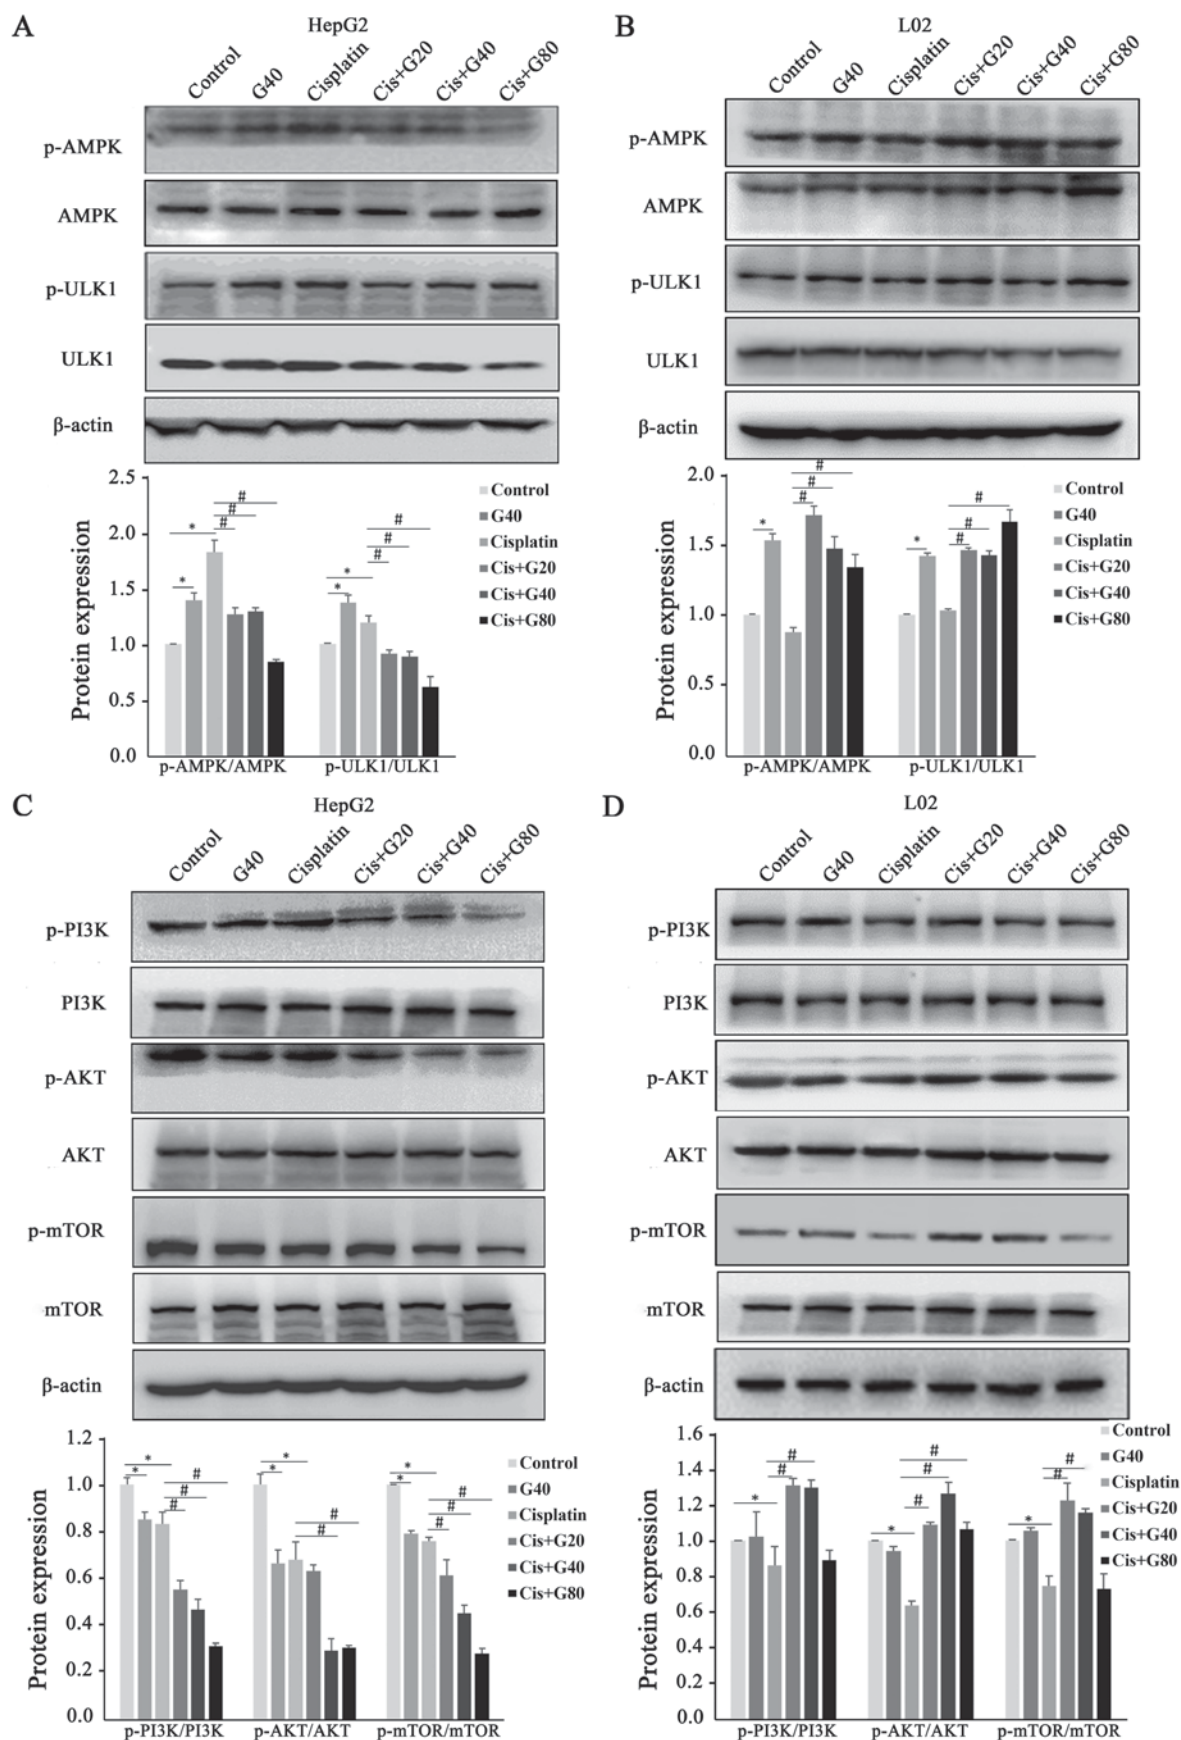 A
HepG2
Control G40 Cisplatin Cis+G20 Cis+G40 Cis+G80
p-AMPK
AMPK
p-ULK1
ULK1
β-actin
Protein expression
2.5
2.0
1.5
1.0
0.5
0.0
* * # # #
* * # # #
p-AMPK/AMPK p-ULK1/ULK1
Control
G40
Cisplatin
Cis+G20
Cis+G40
Cis+G80
B
L02
Control G40 Cisplatin Cis+G20 Cis+G40 Cis+G80
p-AMPK
AMPK
p-ULK1
ULK1
β-actin
Protein expression
2.0
1.5
1.0
0.5
0.0
* # # #
* # # #
p-AMPK/AMPK p-ULK1/ULK1
Control
G40
Cisplatin
Cis+G20
Cis+G40
Cis+G80
C
HepG2
Control G40 Cisplatin Cis+G20 Cis+G40 Cis+G80
p-PI3K
PI3K
p-AKT
AKT
p-mTOR
mTOR
β-actin
Protein expression
1.2
1.0
0.8
0.6
0.4
0.2
0.0
* * # # #
* * # #
* * # # #
p-PI3K/PI3K p-AKT/AKT p-mTOR/mTOR
Control
G40
Cisplatin
Cis+G20
Cis+G40
Cis+G80
D
L02
Control G40 Cisplatin Cis+G20 Cis+G40 Cis+G80
p-PI3K
PI3K
p-AKT
AKT
p-mTOR
mTOR
β-actin
Protein expression
1.6
1.4
1.2
1.0
0.8
0.6
0.4
0.2
0.0
* # #
* # # #
* # #
p-PI3K/PI3K p-AKT/AKT p-mTOR/mTOR
Control
G40
Cisplatin
Cis+G20
Cis+G40
Cis+G80